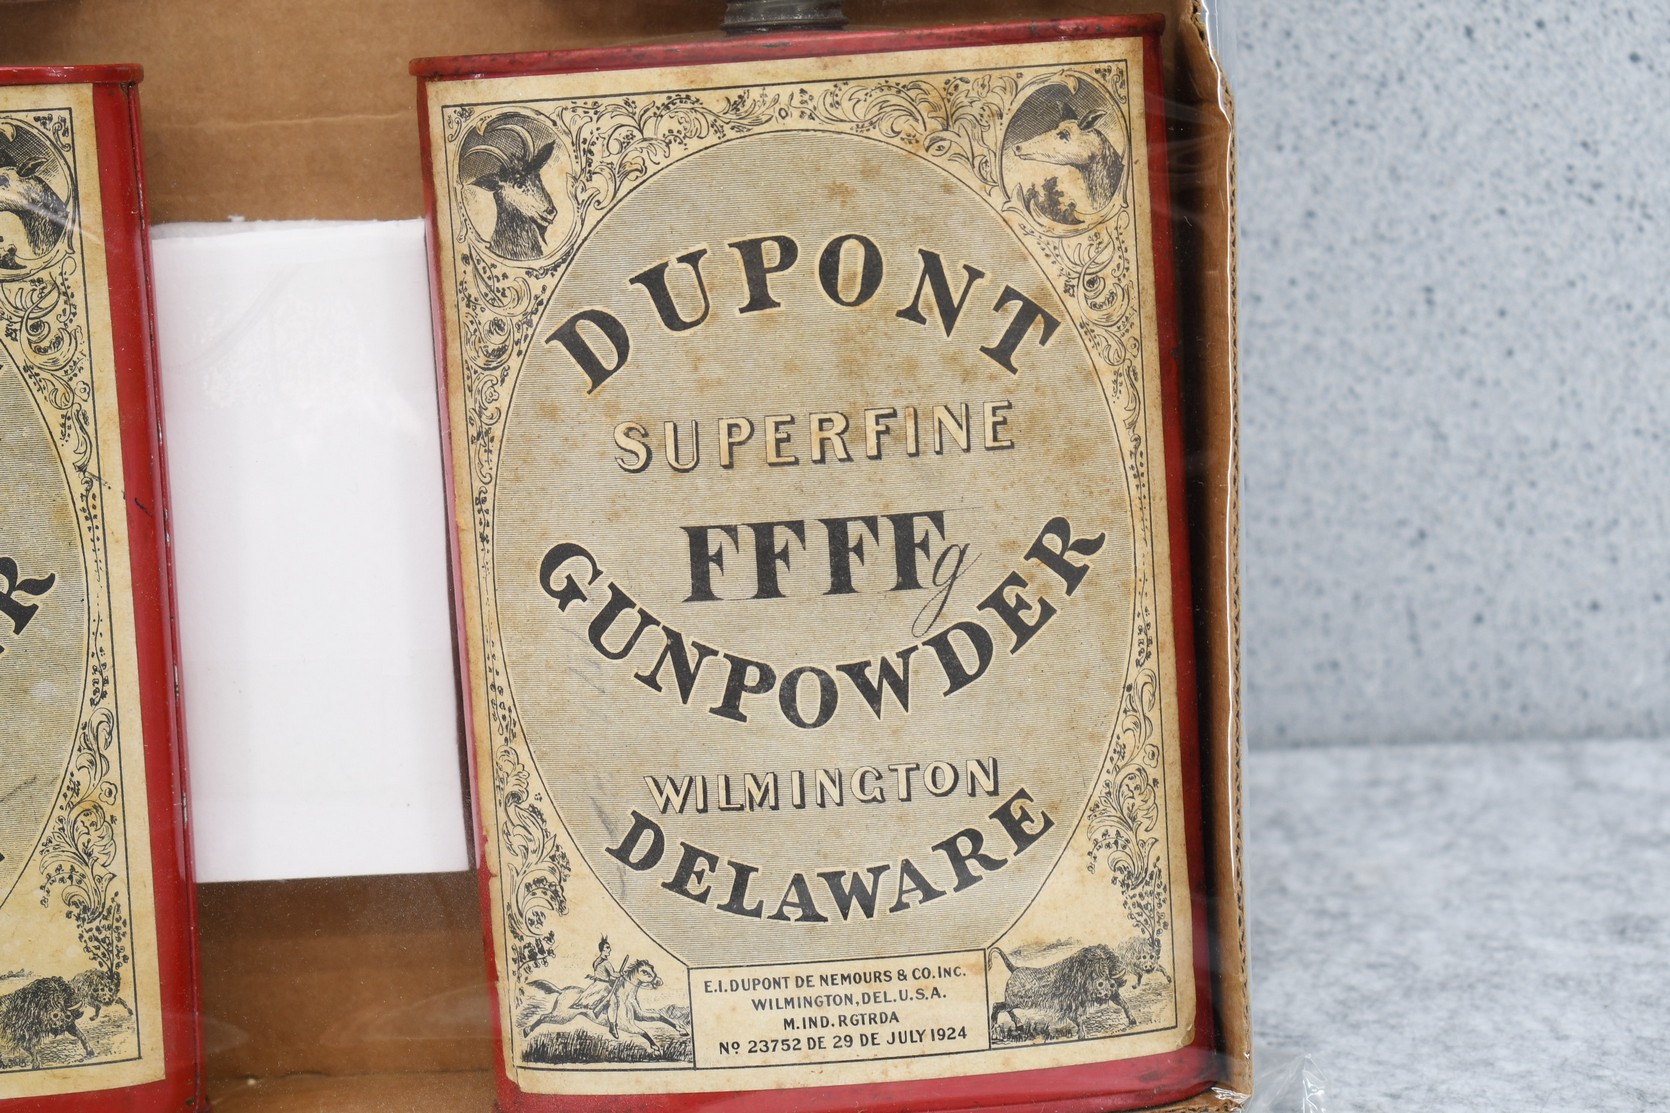 DUPONT
SUPERFINE
FFFFg
GUNPOWDER
WILMINGTON
DELAWARE
E.I.DUPONT DE NEMOURS & CO.INC.
WILMINGTON, DEL. U.S.A.
M.IND.RGTRDA
Nº 23752 DE 29 DE JULY 1924
R